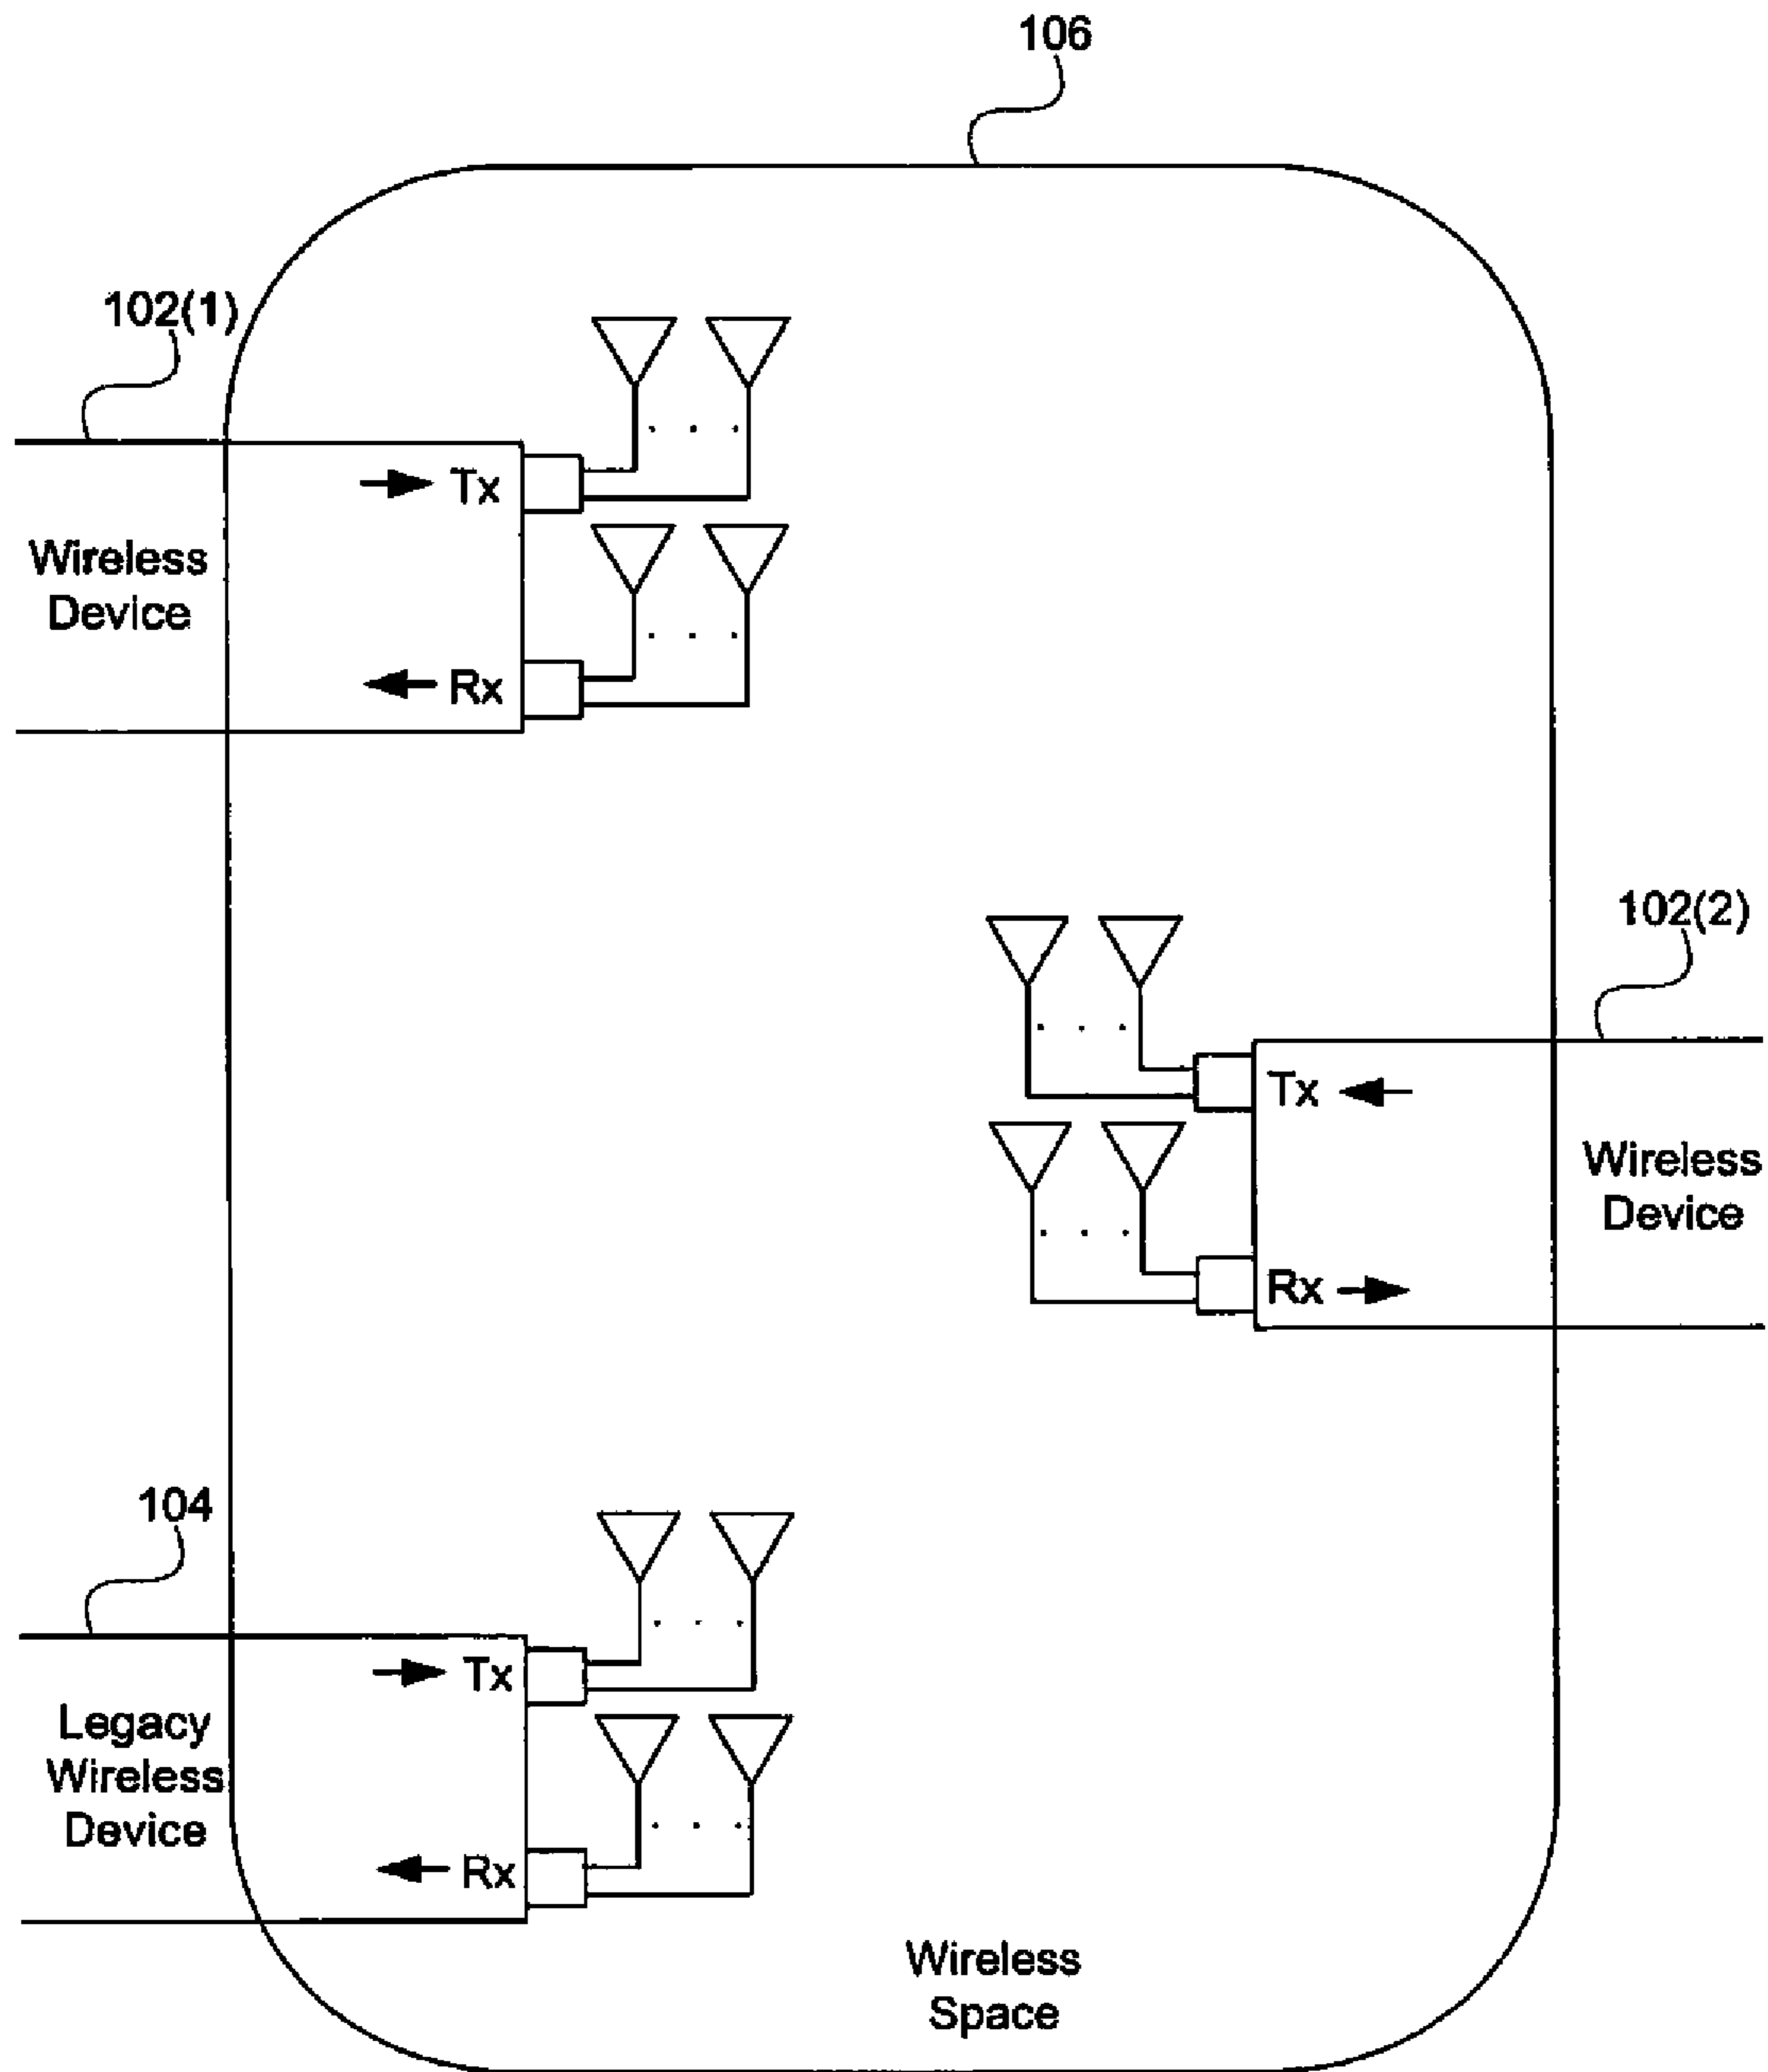 106
102(1)
Tx
Wireless
Device
Rx
102(2)
Tx
Wireless
Device
Rx
104
Tx
Legacy
Wireless
Device
Rx
Wireless
Space